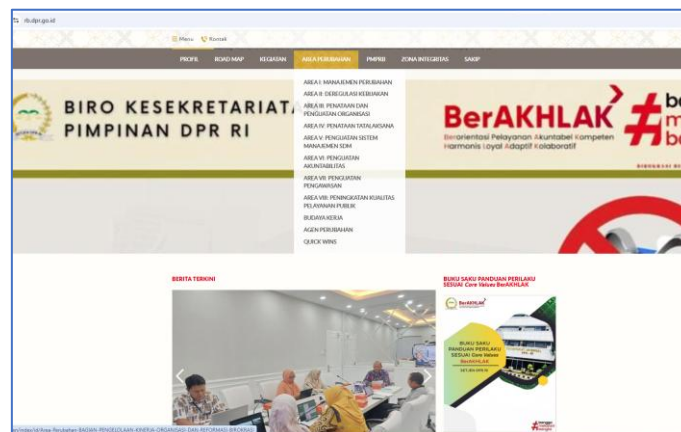 rb.dpr.go.id
Menu Kontak
PROFIL ROAD MAP KEGIATAN AREA PERUBAHAN PMPRB ZONA INTEGRITAS SAKIP
AREA I: MANAJEMEN PERUBAHAN
AREA II: DEREGULASI KEBIJAKAN
AREA III: PENATAAN DAN
PENGUATAN ORGANISASI
AREA IV: PENATAAN TATALAKSANA
AREA V: PENGUATAN SISTEM
MANAJEMEN SDM
AREA VI: PENGUATAN
AKUNTABILITAS
AREA VII: PENGUATAN
PENGAWASAN
AREA VIII: PENINGKATAN KUALITAS
PELAYANAN PUBLIK
BUDAYA KERJA
AGEN PERUBAHAN
QUICK WINS
BIRO KESEKRETARIATA
PIMPINAN DPR RI
BerAKHLAK
Berorientasi Pelayanan Akuntabel Kompeten
Harmonis Loyal Adaptif Kolaboratif
#
BERITA TERKINI
BUKU SAKU PANDUAN PERILAKU
SESUAI Core Values BerAKHLAK
BerAKHLAK
BUKU SAKU
PANDUAN PERILAKU
SESUAI Core Values
BerAKHLAK
SETJEN DPR RI